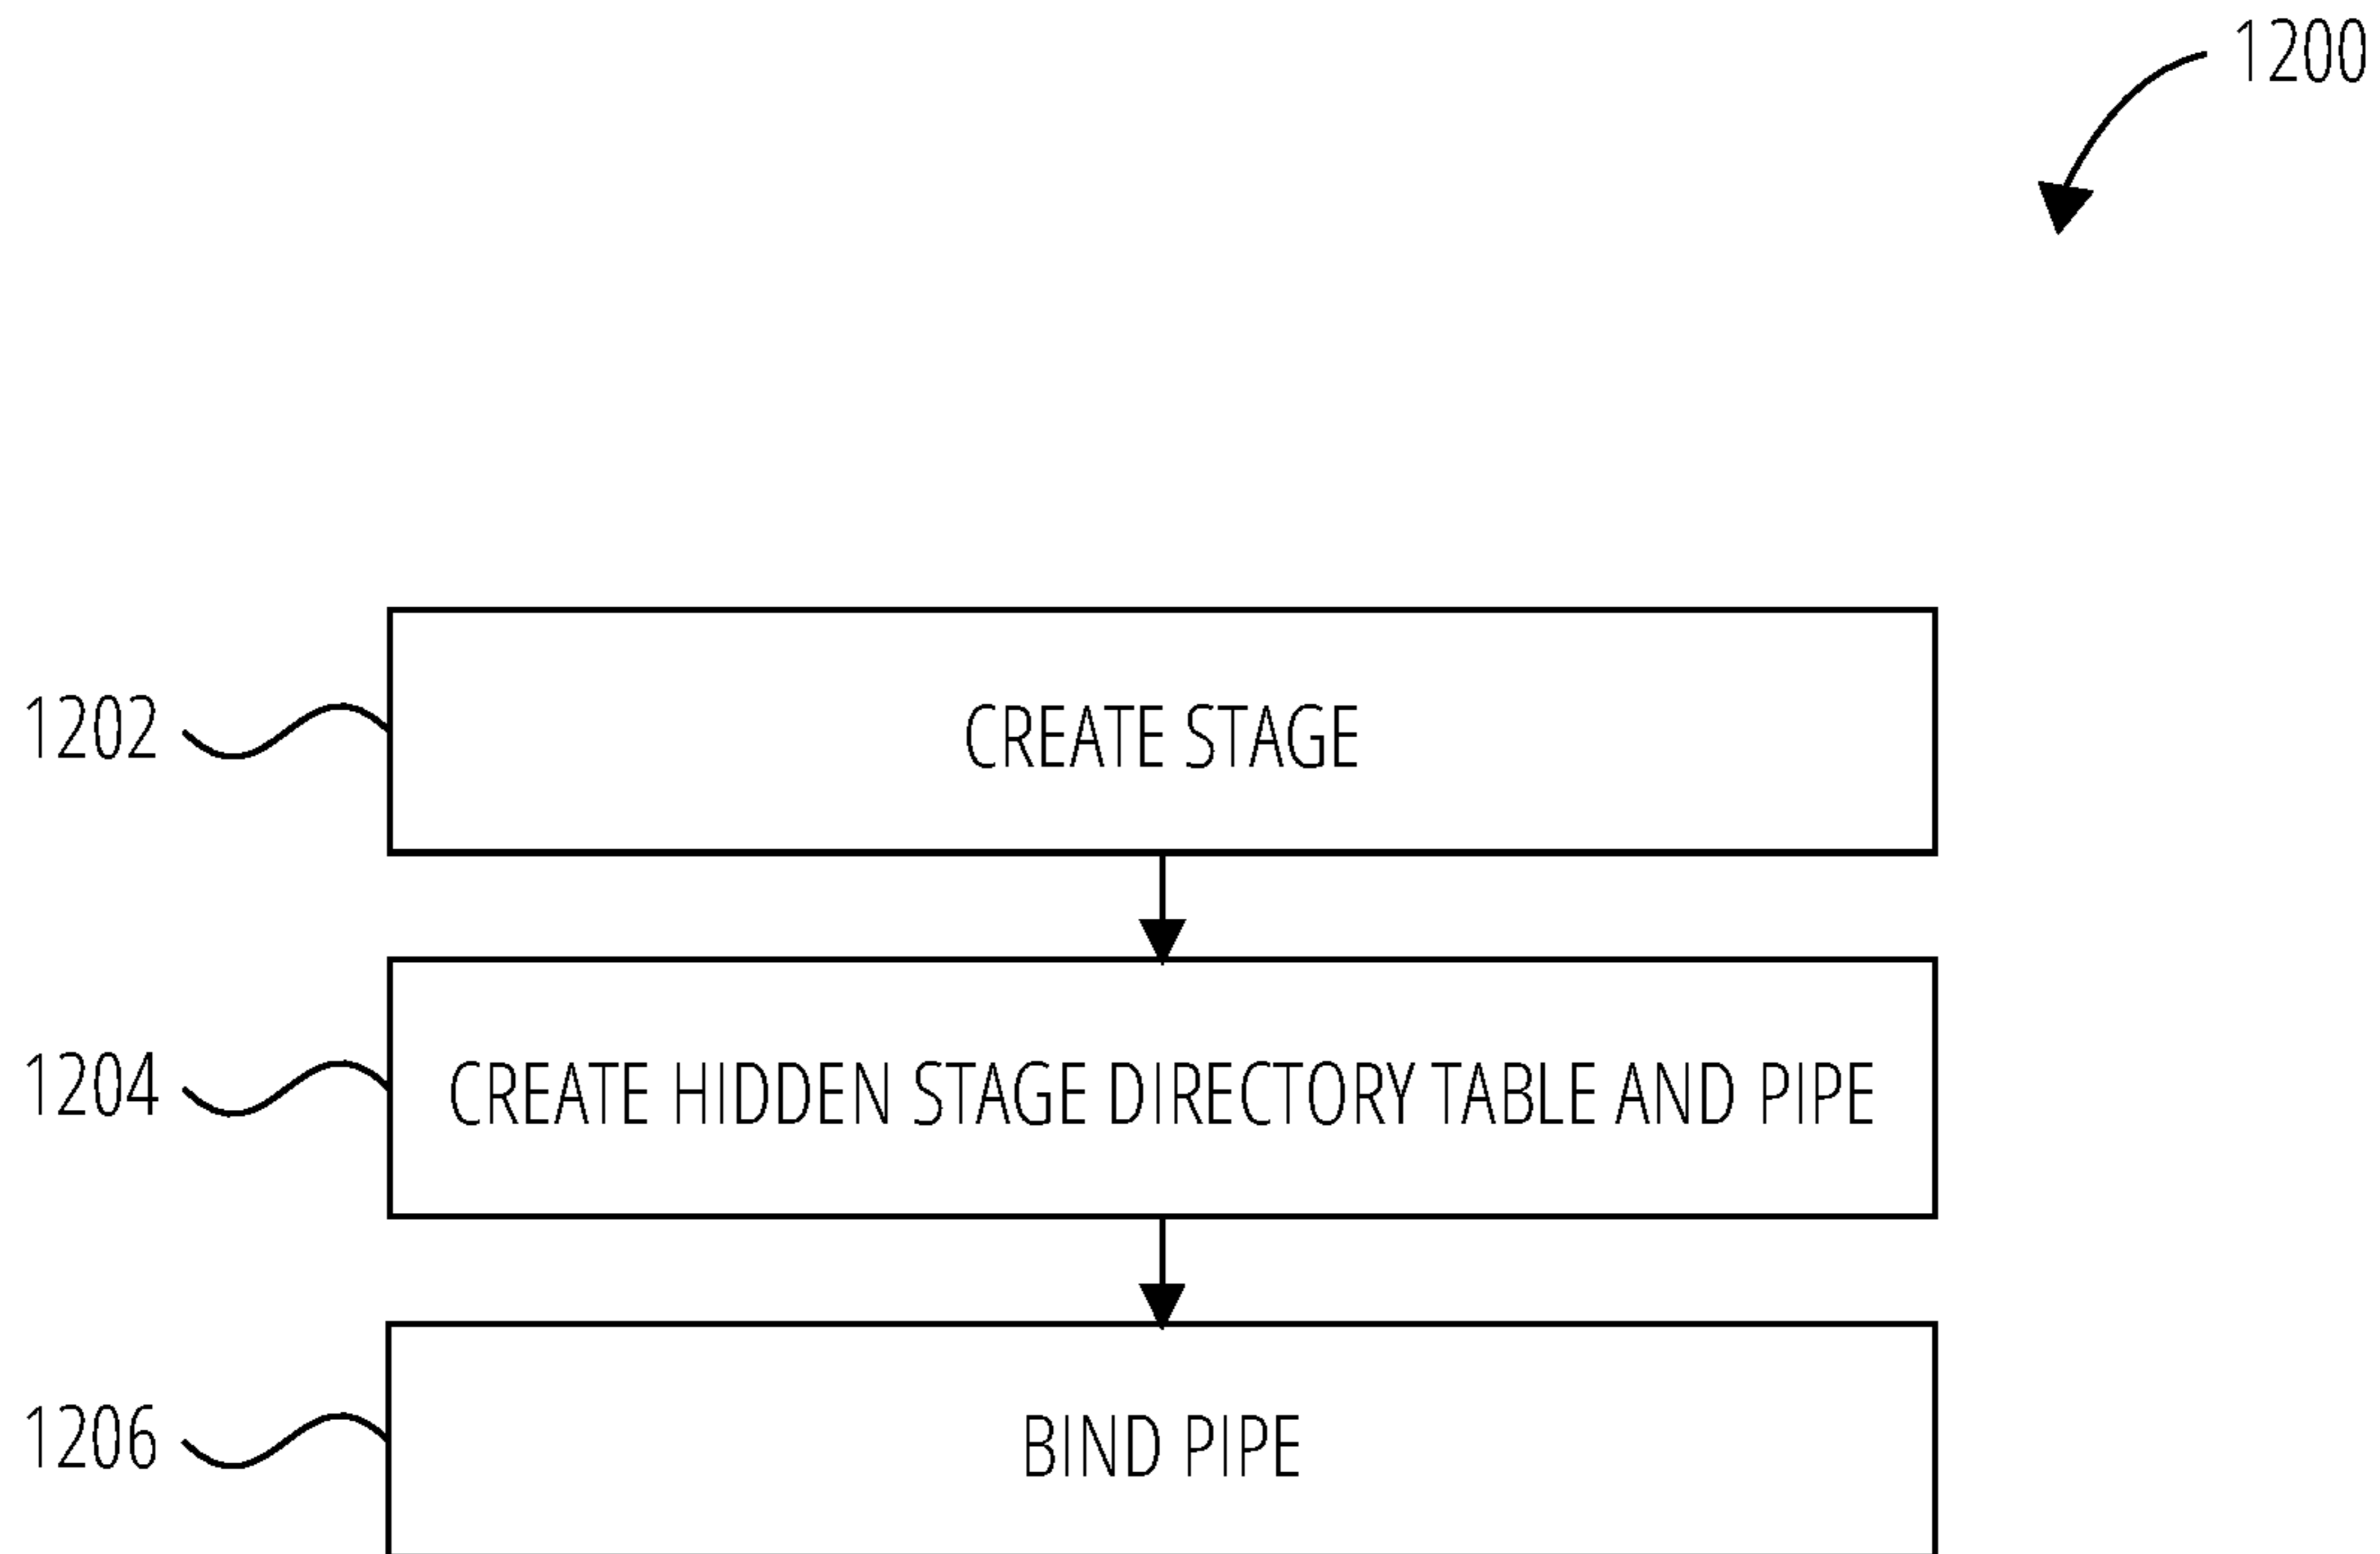 1200
1202
CREATE STAGE
1204
CREATE HIDDEN STAGE DIRECTORY TABLE AND PIPE
1206
BIND PIPE